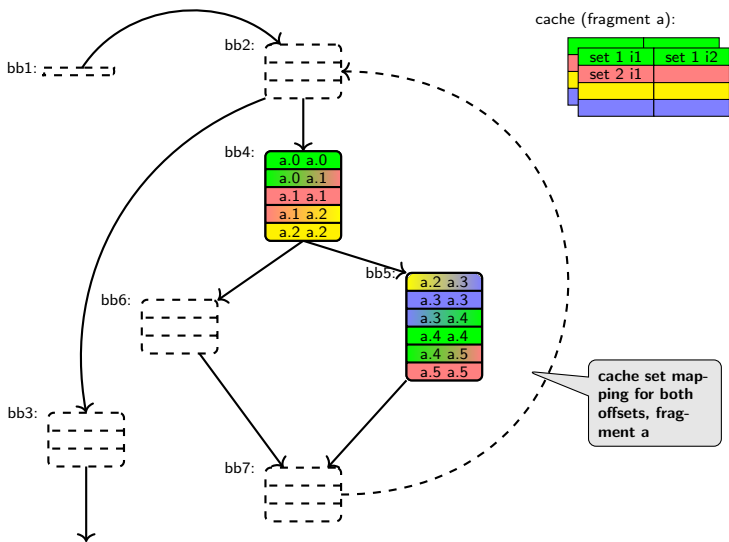 cache (fragment a):
set 1 i1 set 1 i2
set 2 i1
bb1:
bb2:
bb4:
a.0 a.0
a.0 a.1
a.1 a.1
a.1 a.2
a.2 a.2
bb5:
a.2 a.3
a.3 a.3
a.3 a.4
a.4 a.4
a.4 a.5
a.5 a.5
bb6:
cache set map-
ping for both
offsets, frag-
ment a
bb3:
bb7: